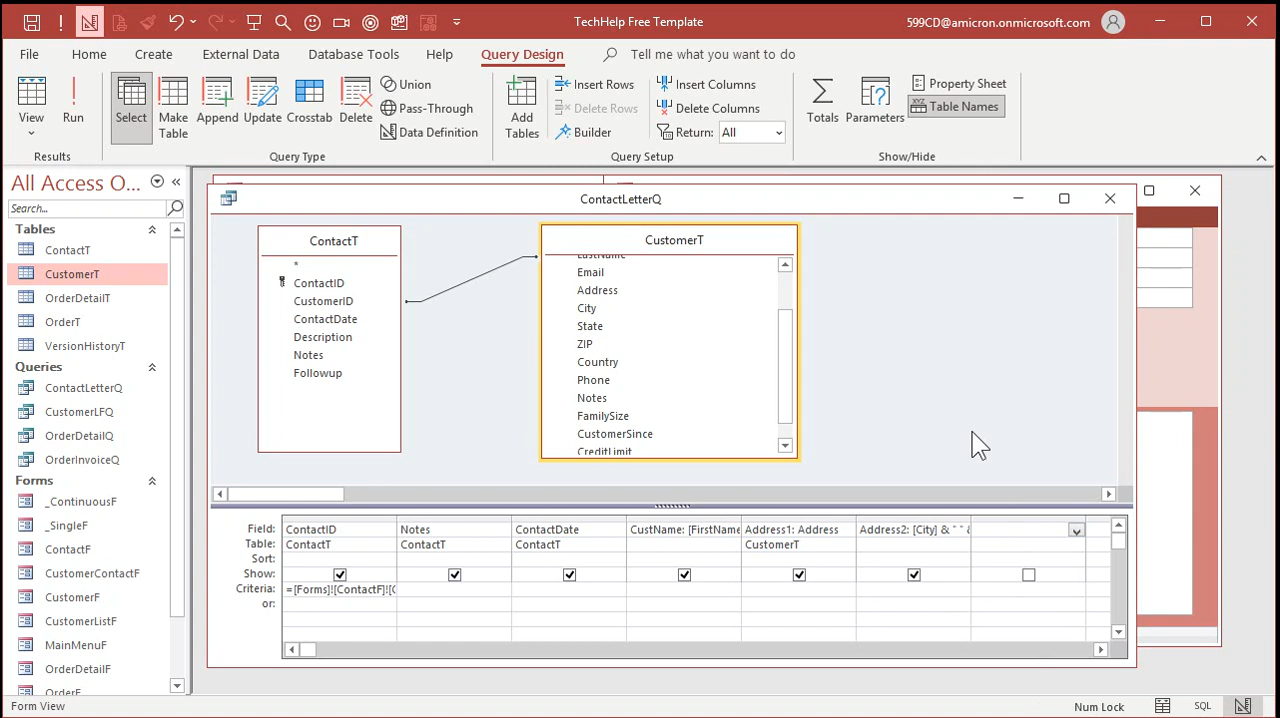 TechHelp Free Template
599CD@amicron.onmicrosoft.com
File Home Create External Data Database Tools Help Query Design Tell me what you want to do
View
Run
Results
Select
Make Table
Append
Update
Crosstab
Delete
Union
Pass-Through
Data Definition
Query Type
Add Tables
Insert Rows
Delete Rows
Builder
Insert Columns
Delete Columns
Return: All
Query Setup
Totals
Parameters
Property Sheet
XYZ Table Names
Show/Hide
All Access O...
Search...
Tables
ContactT
CustomerT
OrderDetailT
OrderT
VersionHistoryT
Queries
ContactLetterQ
CustomerLFQ
OrderDetailQ
OrderInvoiceQ
Forms
_ContinuousF
_SingleF
ContactF
CustomerContactF
CustomerF
CustomerListF
MainMenuF
OrderDetailF
OrderF
ContactLetterQ
ContactT
*
ContactID
CustomerID
ContactDate
Description
Notes
Followup
CustomerT
LastName
Email
Address
City
State
ZIP
Country
Phone
Notes
FamilySize
CustomerSince
CreditLimit
Field: ContactID Notes ContactDate CustName: [FirstName Address1: Address Address2: [City] & " " &
Table: ContactT ContactT ContactT CustomerT
Sort:
Show:
Criteria: =[Forms]![ContactF]![C
or:
Form View
Num Lock
SQL